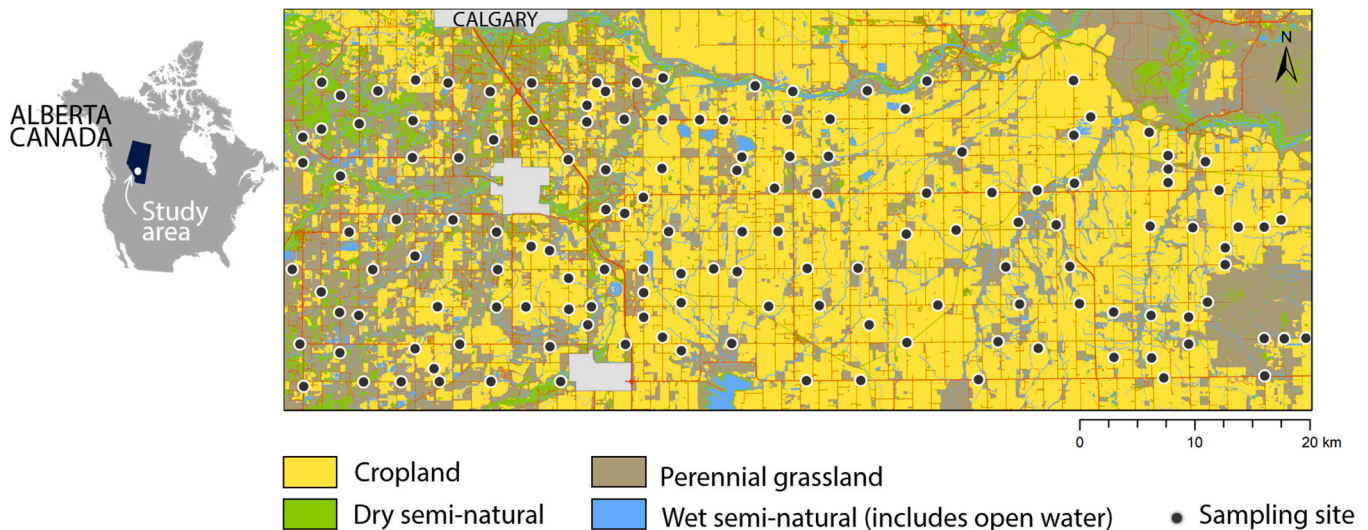 CALGARY
N
ALBERTA
CANADA
Study
area
0 10 20 km
Cropland
Perennial grassland
Dry semi-natural
Wet semi-natural (includes open water)
Sampling site